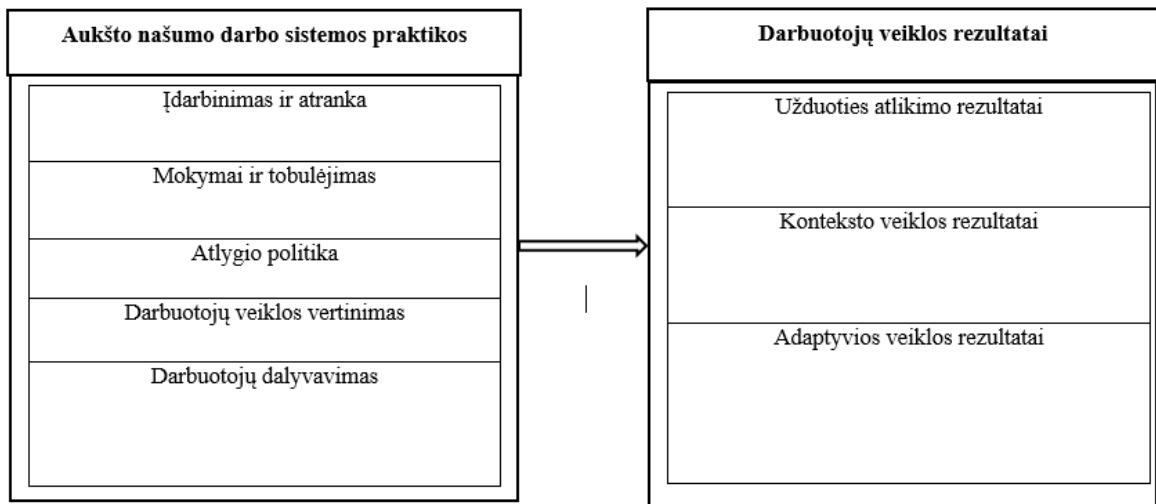 Aukšto našumo darbo sistemos praktikos
Įdarbinimas ir atranka
Mokymai ir tobulėjimas
Atlygio politika
Darbuotojų veiklos vertinimas
Darbuotojų dalyvavimas
Darbuotojų veiklos rezultatai
Užduoties atlikimo rezultatai
Konteksto veiklos rezultatai
Adaptyvios veiklos rezultatai